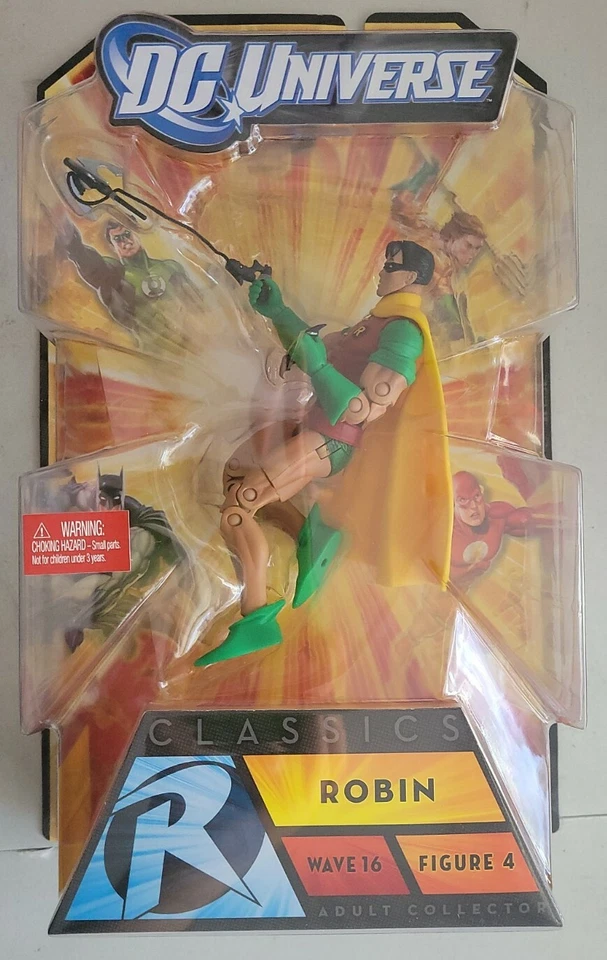 DC UNIVERSE™
R
WARNING:
CHOKING HAZARD – Small parts.
Not for children under 3 years.
CLASSICS
R
ROBIN
WAVE 16
FIGURE 4
ADULT COLLECTOR